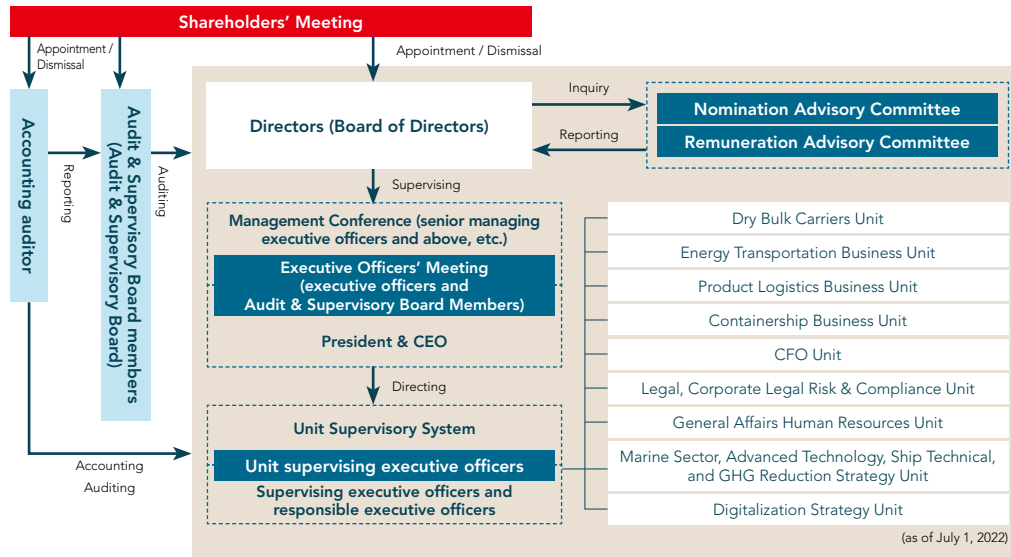 Shareholders' Meeting
Appointment /
Dismissal
Appointment / Dismissal
Accounting auditor
Reporting
Audit & Supervisory Board members
(Audit & Supervisory Board)
Auditing
Directors (Board of Directors)
Inquiry
Reporting
Nomination Advisory Committee
Remuneration Advisory Committee
Supervising
Management Conference (senior managing
executive officers and above, etc.)
Executive Officers' Meeting
(executive officers and
Audit & Supervisory Board Members)
President & CEO
Directing
Unit Supervisory System
Unit supervising executive officers
Supervising executive officers and
responsible executive officers
Accounting
Auditing
Dry Bulk Carriers Unit
Energy Transportation Business Unit
Product Logistics Business Unit
Containership Business Unit
CFO Unit
Legal, Corporate Legal Risk & Compliance Unit
General Affairs Human Resources Unit
Marine Sector, Advanced Technology, Ship Technical,
and GHG Reduction Strategy Unit
Digitalization Strategy Unit
(as of July 1, 2022)